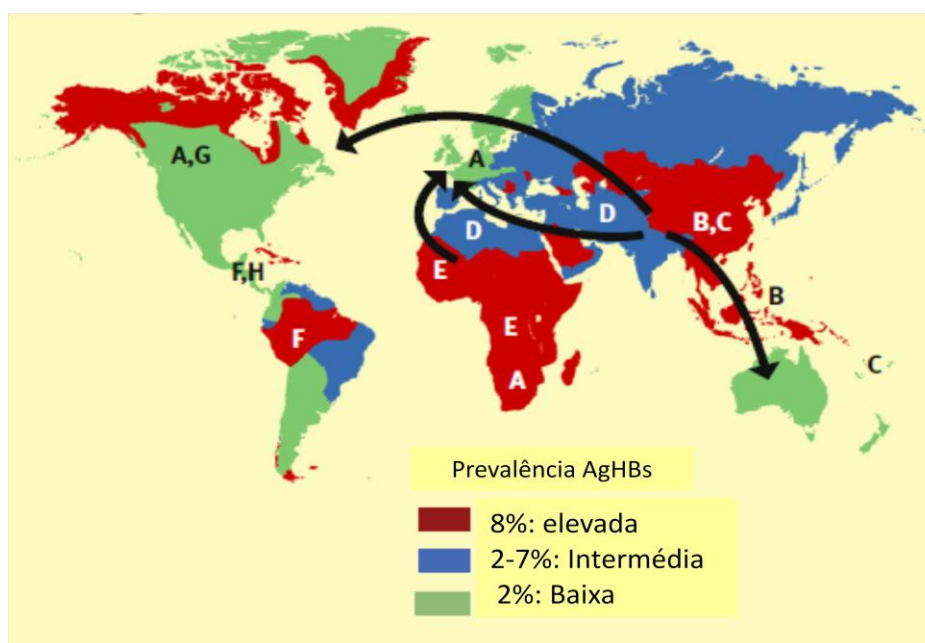 A
A,G
D
D
B,C
F,H
E
B
F
E
C
A
Prevalência AgHBs
8%: elevada
2-7%: Intermédia
2%: Baixa